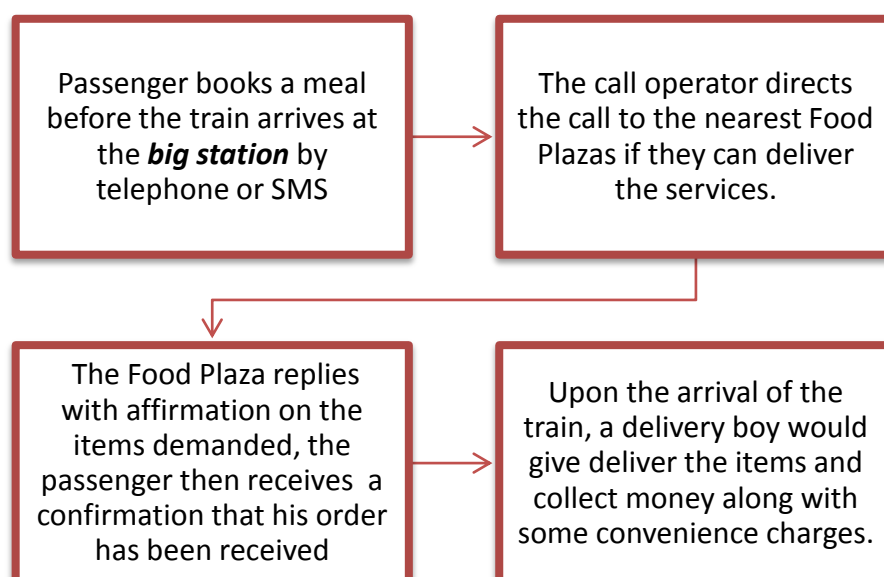 Passenger books a meal
before the train arrives at
the big station by
telephone or SMS
The call operator directs
the call to the nearest Food
Plazas if they can deliver
the services.
The Food Plaza replies
with affirmation on the
items demanded, the
passenger then receives  a
confirmation that his order
has been received
Upon the arrival of the
train, a delivery boy would
give deliver the items and
collect money along with
some convenience charges.